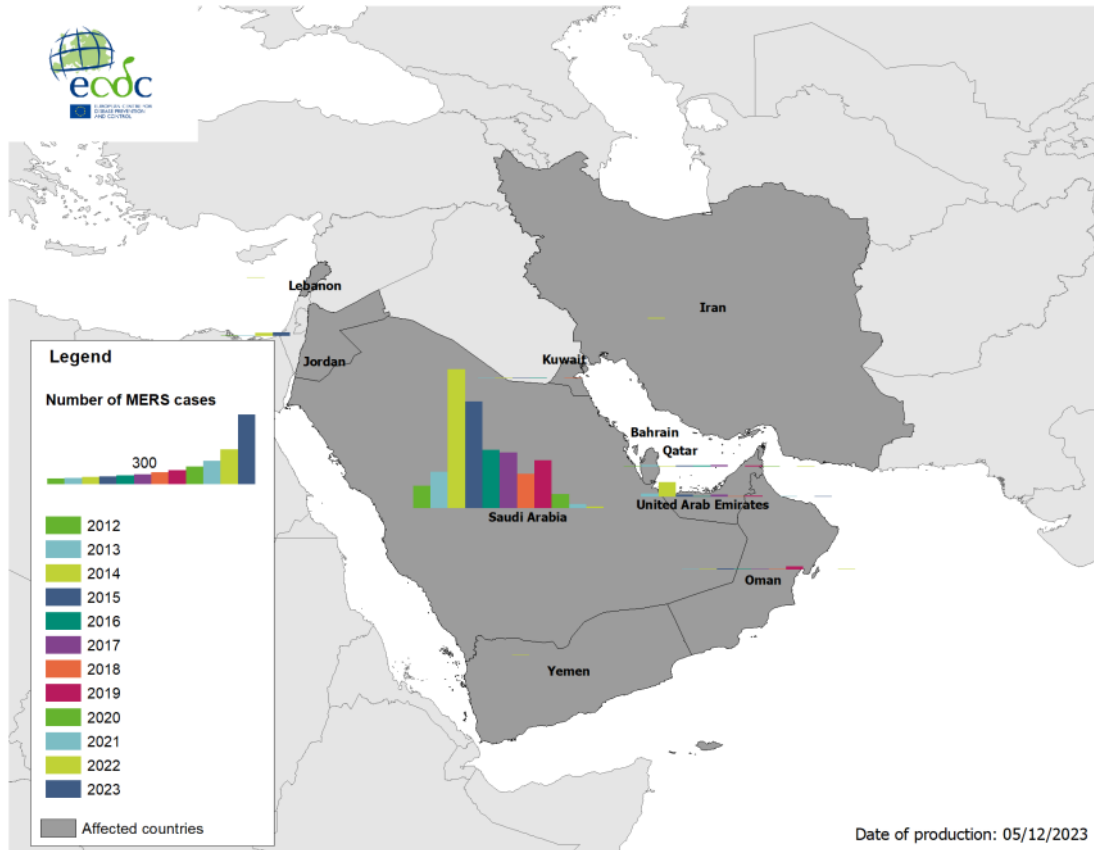 ecdc
EUROPEAN CENTRE FOR
DISEASE PREVENTION
AND CONTROL
Lebanon
Iran
Jordan
Kuwait
Bahrain
Qatar
United Arab Emirates
Saudi Arabia
Oman
Yemen
Legend
Number of MERS cases
300
2012
2013
2014
2015
2016
2017
2018
2019
2020
2021
2022
2023
Affected countries
Date of production: 05/12/2023